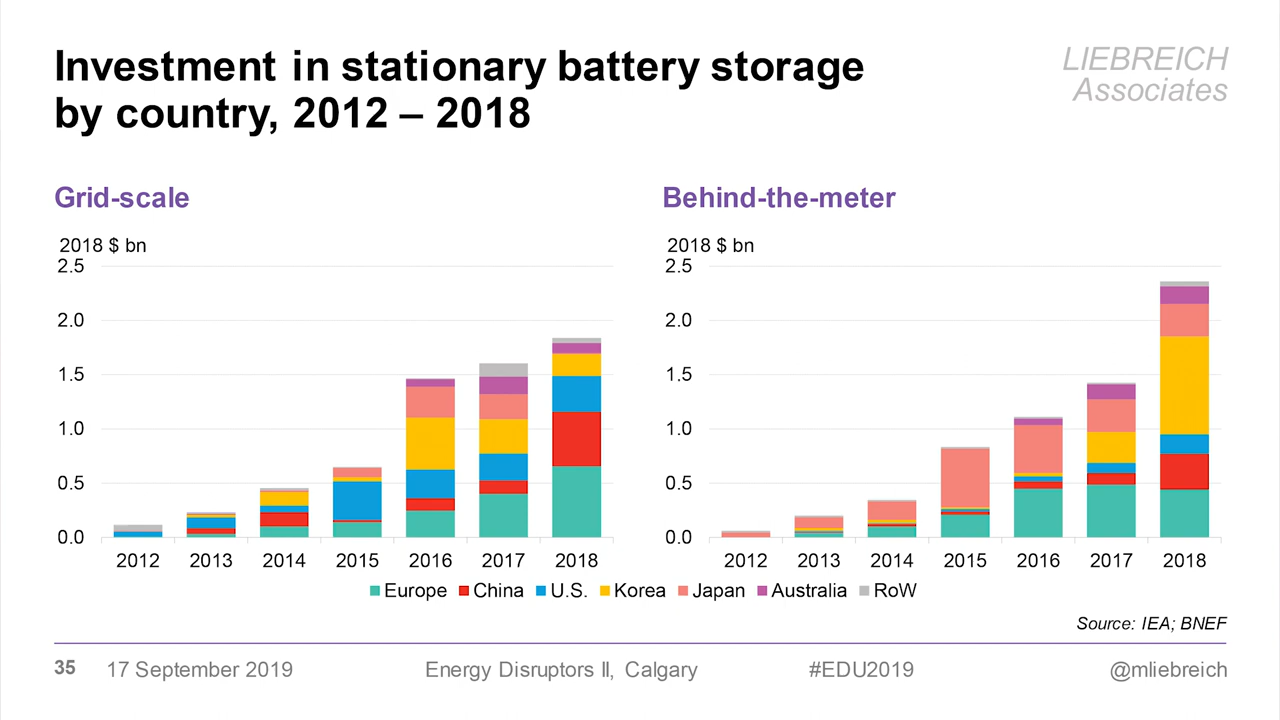 Investment in stationary battery storage
by country, 2012 – 2018
LIEBREICH
Associates
Grid-scale
2018 $ bn
2.5
2.0
1.5
1.0
0.5
0.0
2012 2013 2014 2015 2016 2017 2018
Behind-the-meter
2018 $ bn
2.5
2.0
1.5
1.0
0.5
0.0
2012 2013 2014 2015 2016 2017 2018
Europe China U.S. Korea Japan Australia RoW
Source: IEA; BNEF
35 17 September 2019 Energy Disruptors II, Calgary #EDU2019 @mliebreich